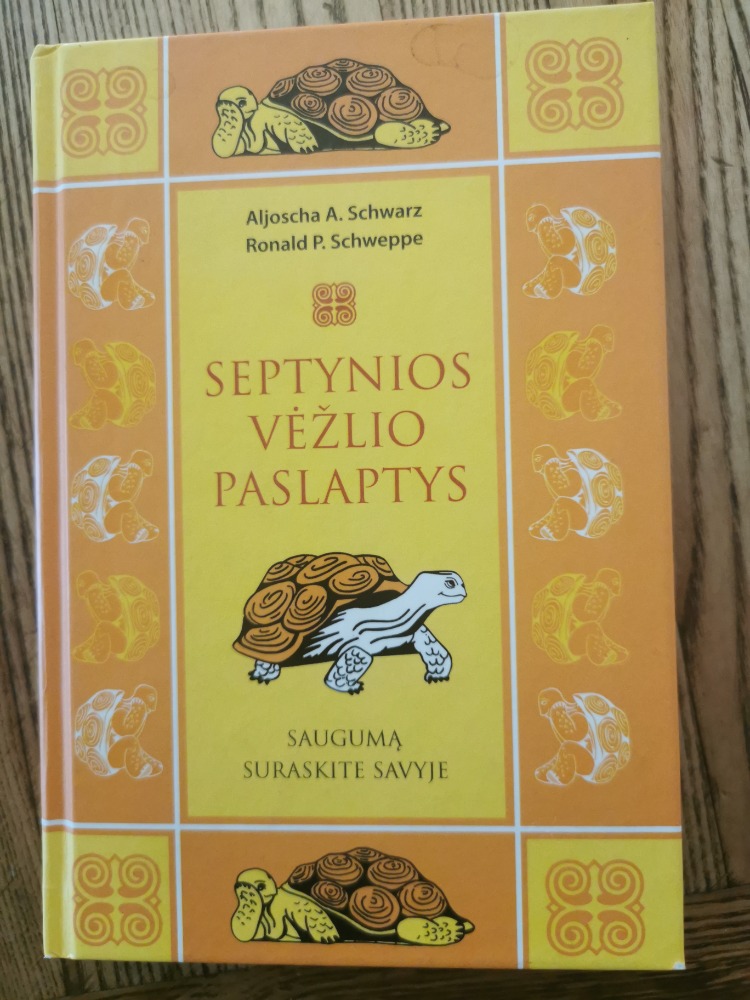 Aljoscha A. Schwarz
Ronald P. Schweppe
SEPTYNIOS
VĖŽLIO
PASLAPTYS
SAUGUMĄ
SURASKITE SAVYJE